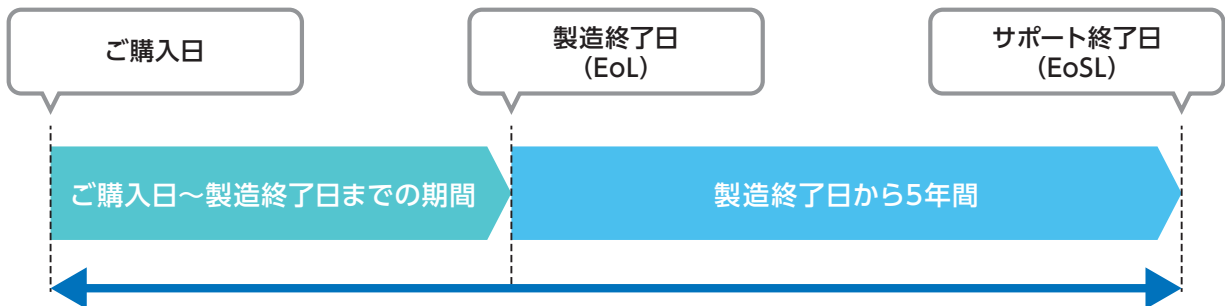 ご購入日
製造終了日
（EoL）
サポート終了日
（EoSL）
ご購入日～製造終了日までの期間
製造終了日から5年間